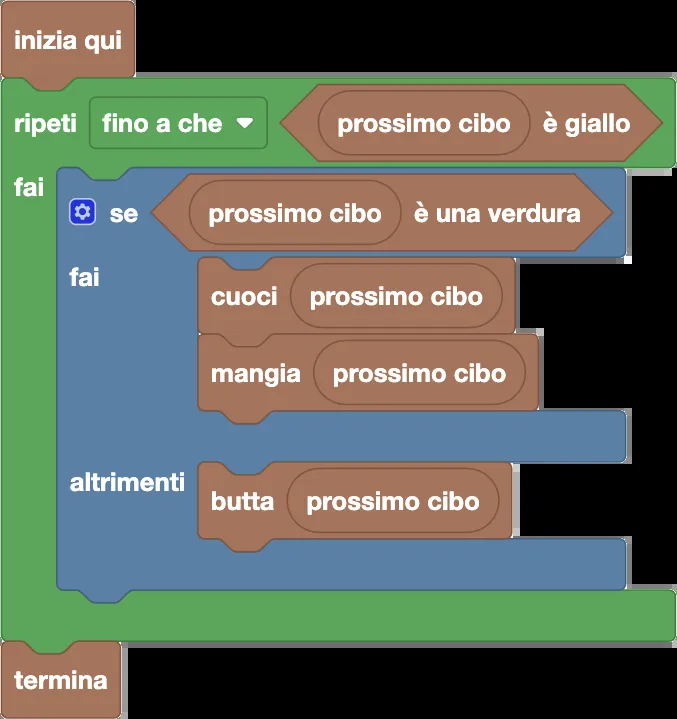 inizia qui
ripeti fino a che prossimo cibo è giallo
fai
se prossimo cibo è una verdura
fai
cuoci prossimo cibo
mangia prossimo cibo
altrimenti
butta prossimo cibo
termina